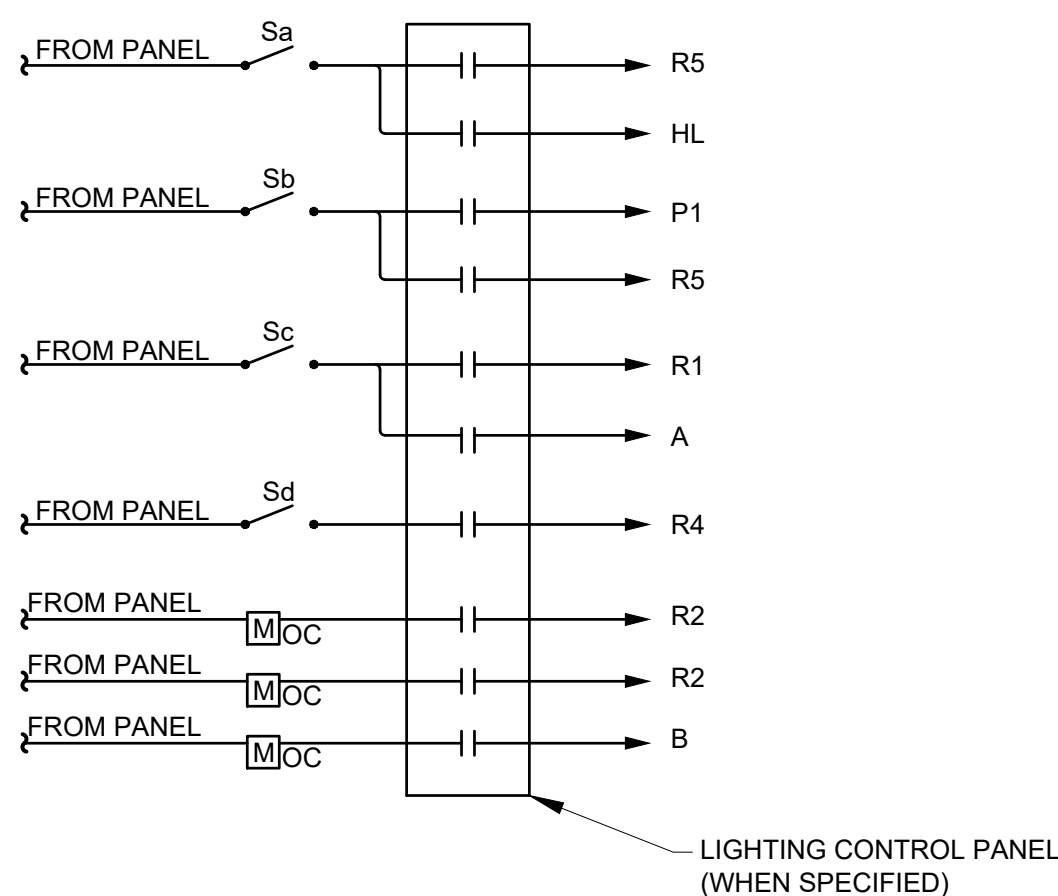 Sa
FROM PANEL
R5
HL
Sb
FROM PANEL
P1
R5
Sc
FROM PANEL
R1
A
Sd
FROM PANEL
R4
FROM PANEL
M OC
R2
FROM PANEL
M OC
R2
FROM PANEL
M OC
B
LIGHTING CONTROL PANEL
(WHEN SPECIFIED)